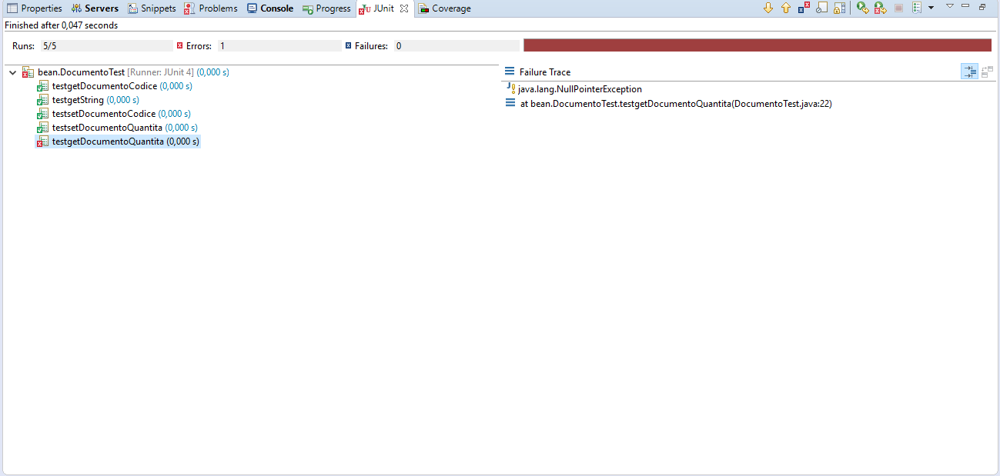 Properties Servers Snippets Problems Console Progress JUnit Coverage
Finished after 0,047 seconds
Runs: 5/5 Errors: 1 Failures: 0
bean.DocumentoTest [Runner: JUnit 4] (0,000 s)
testgetDocumentoCodice (0,000 s)
testgetString (0,000 s)
testsetDocumentoCodice (0,000 s)
testsetDocumentoQuantita (0,000 s)
testgetDocumentoQuantita (0,000 s)
Failure Trace
java.lang.NullPointerException
at bean.DocumentoTest.testgetDocumentoQuantita(DocumentoTest.java:22)